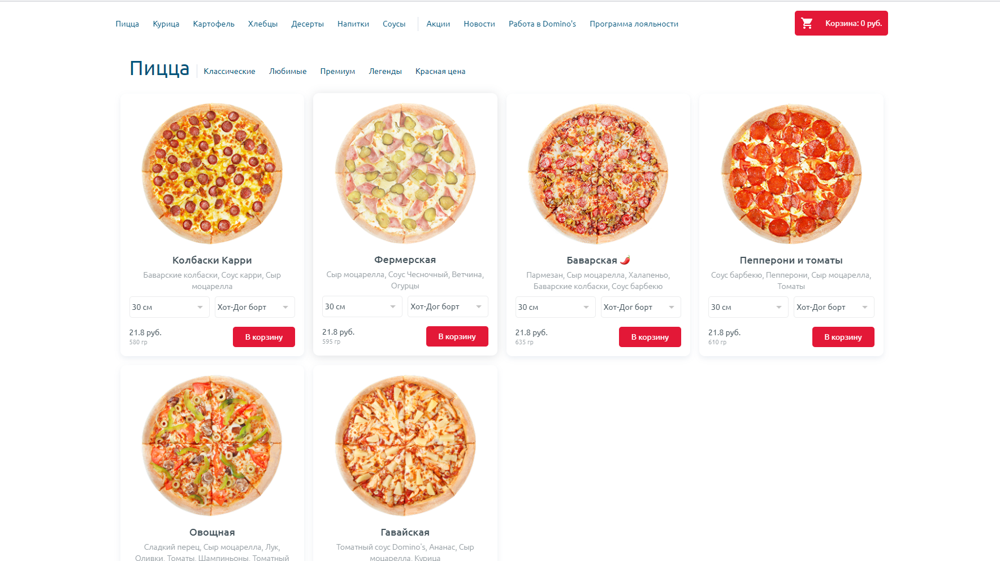 Пицца Курица Картофель Хлебцы Десерты Напитки Соусы Акции Новости Работа в Domino's Программа лояльности Корзина: 0 руб.
Пицца Классические Любимые Премиум Легенды Красная цена
Колбаски Карри
Баварские колбаски, Соус карри, Сыр
моцарелла
30 см Хот-Дог борт
21.8 руб.
580 гр
В корзину
Фермерская
Сыр моцарелла, Соус Чесночный, Ветчина,
Огурцы
30 см Хот-Дог борт
21.8 руб.
595 гр
В корзину
Баварская 🌶
Пармезан, Сыр моцарелла, Халапеньо,
Баварские колбаски, Соус барбекю
30 см Хот-Дог борт
21.8 руб.
635 гр
В корзину
Пепперони и томаты
Соус барбекю, Пепперони, Сыр моцарелла,
Томаты
30 см Хот-Дог борт
21.8 руб.
610 гр
В корзину
Овощная
Сладкий перец, Сыр моцарелла, Лук,
Оливки, Томаты, Шампиньоны, Томатный
Гавайская
Томатный соус Domino's, Ананас, Сыр
моцарелла, Курица